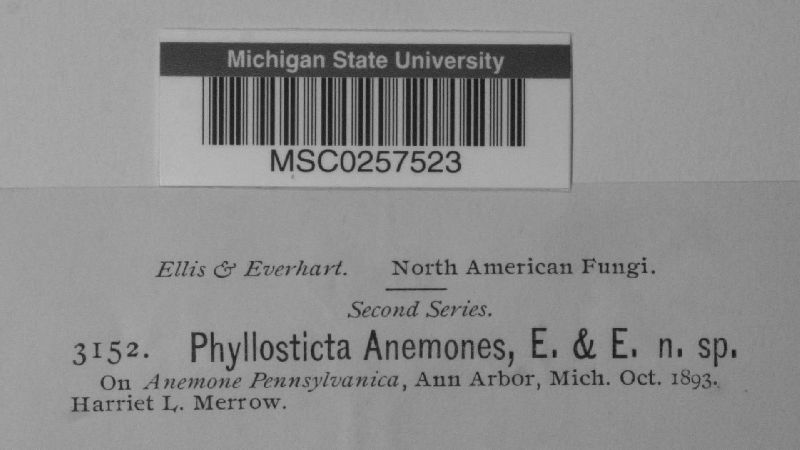 Michigan State University
MSC0257523
Ellis & Everhart. North American Fungi.
Second Series.
3152. Phyllosticta Anemones, E. & E. n. sp.
On Anemone Pennsylvanica, Ann Arbor, Mich. Oct. 1893.
Harriet L. Merrow.